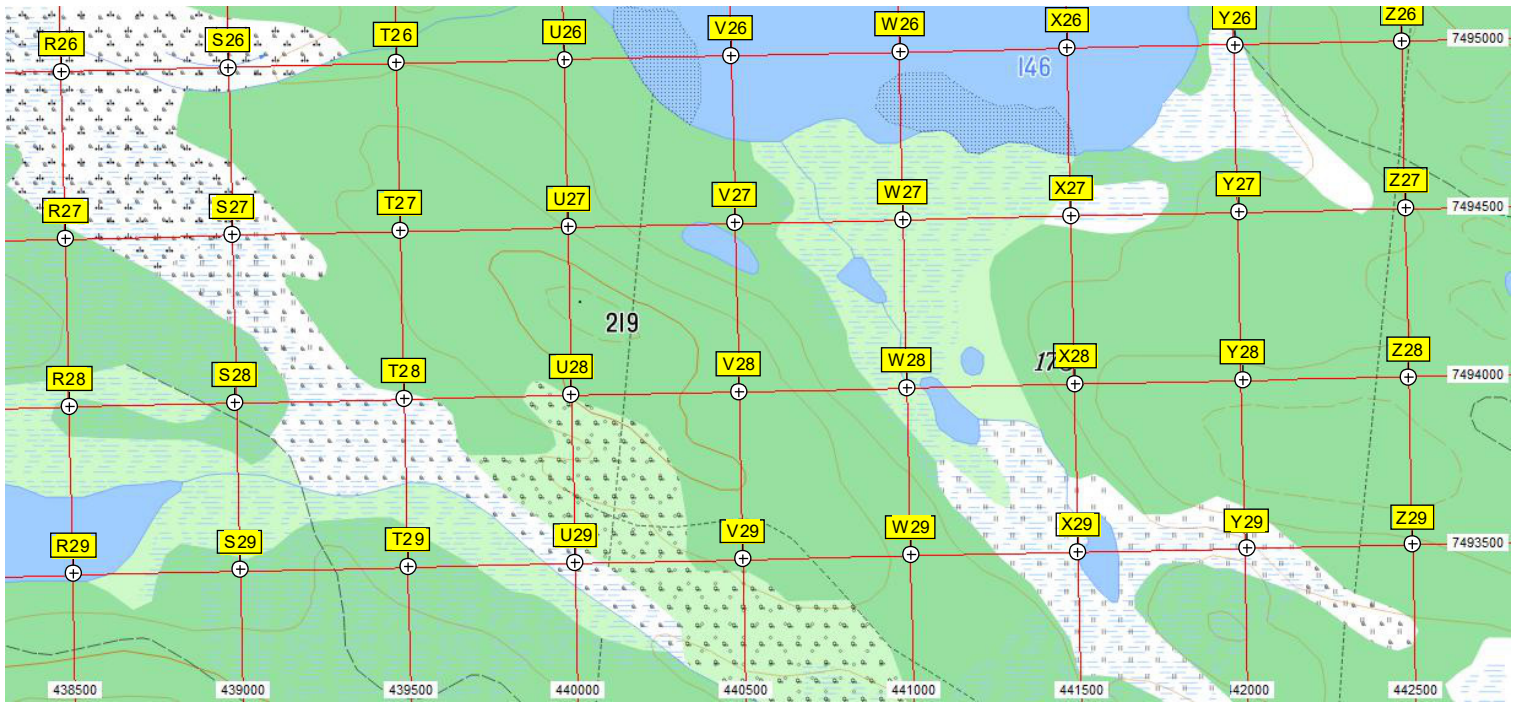 R26 S26 T26 U26 V26 W26 X26 Y26 Z26
7495000
146
R27 S27 T27 U27 V27 W27 X27 Y27 Z27
7494500
219
R28 S28 T28 U28 V28 W28 X28 Y28 Z28
7494000
R29 S29 T29 U29 V29 W29 X29 Y29 Z29
7493500
438500 439000 439500 440000 440500 441000 441500 442000 442500